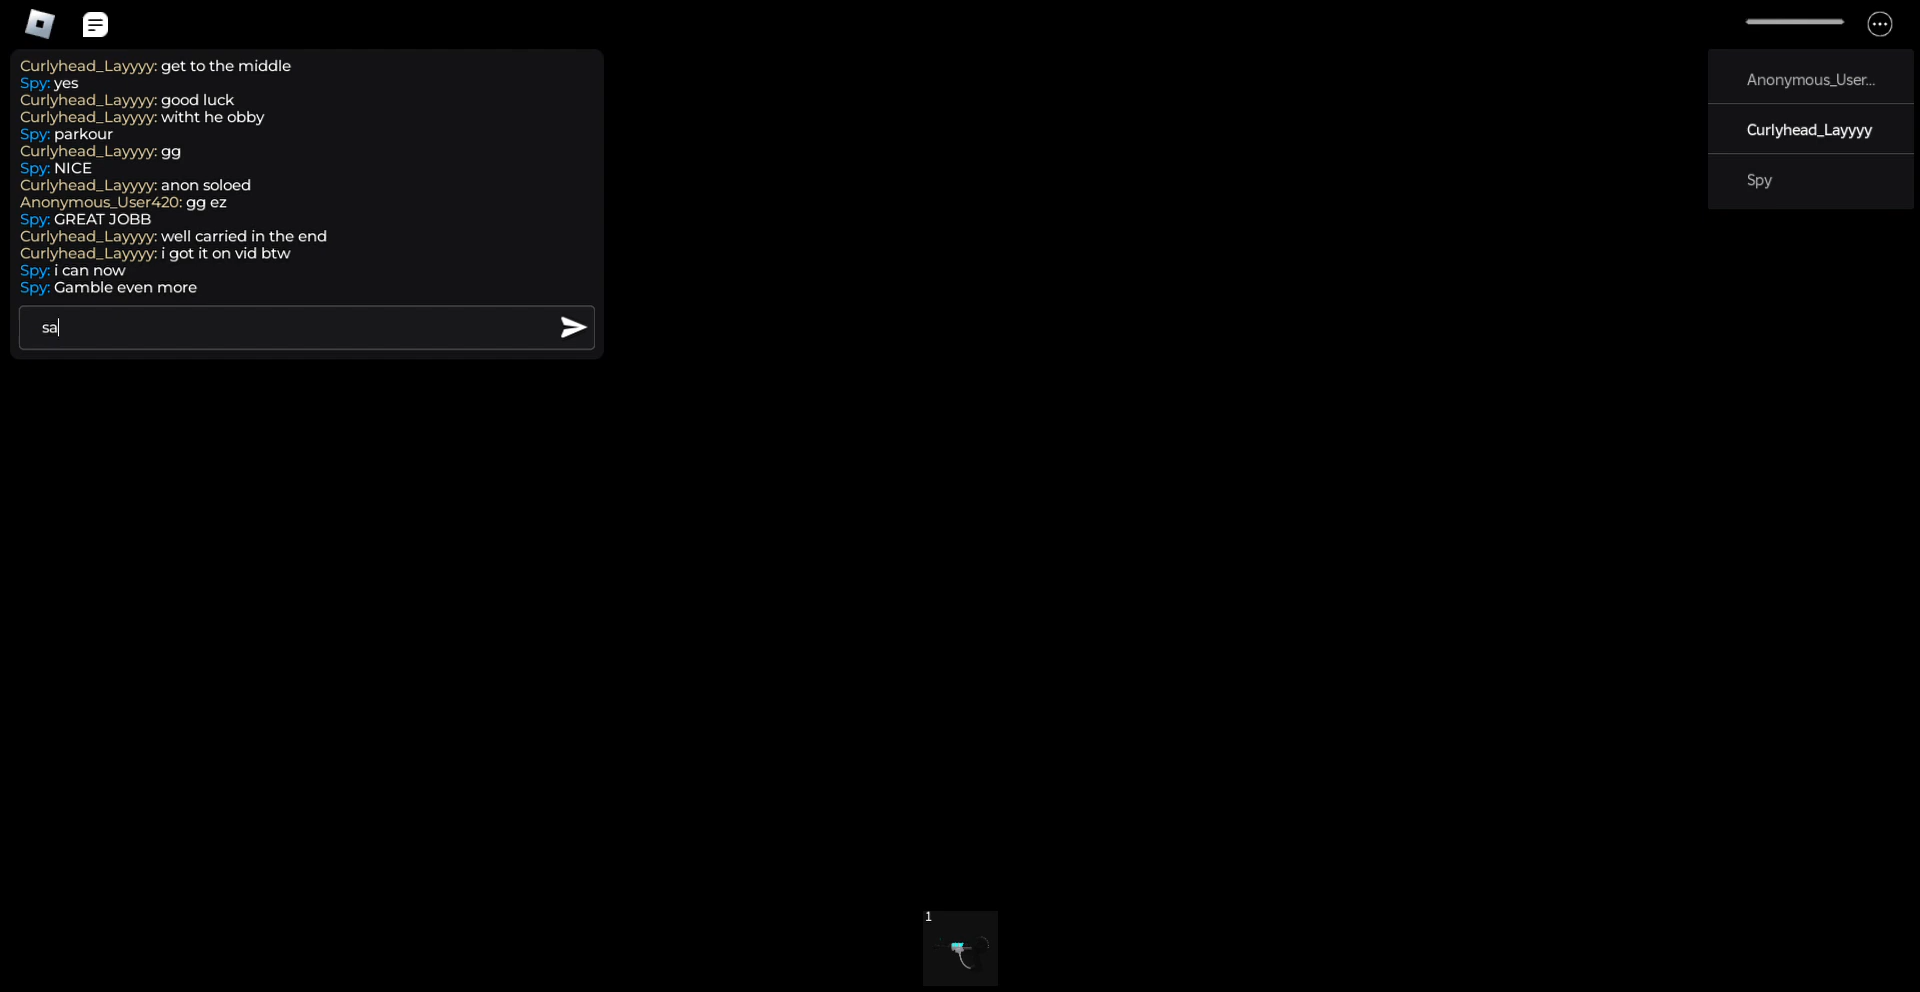 Curlyhead_Layyyy: get to the middle
Spy: yes
Curlyhead_Layyyy: good luck
Curlyhead_Layyyy: witht he obby
Spy: parkour
Curlyhead_Layyyy: gg
Spy: NICE
Curlyhead_Layyyy: anon soloed
Anonymous_User420: gg ez
Spy: GREAT JOBB
Curlyhead_Layyyy: well carried in the end
Curlyhead_Layyyy: i got it on vid btw
Spy: i can now
Spy: Gamble even more
sa
Anonymous_User...
Curlyhead_Layyyy
Spy
1